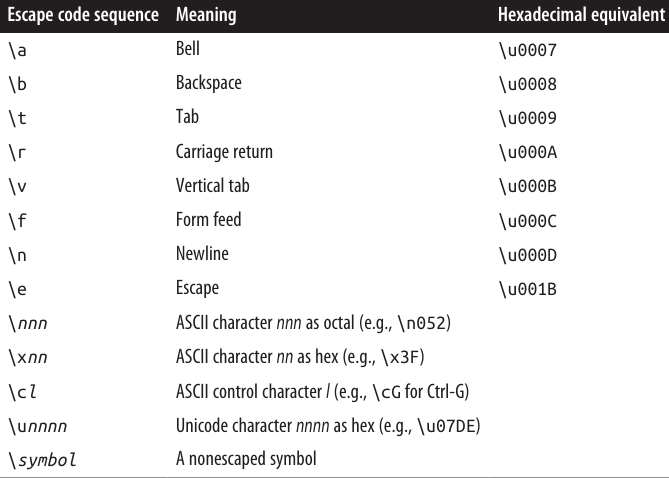 Escape code sequence Meaning Hexadecimal equivalent
\a Bell \u0007
\b Backspace \u0008
\t Tab \u0009
\r Carriage return \u000A
\v Vertical tab \u000B
\f Form feed \u000C
\n Newline \u000D
\e Escape \u001B
\nnn ASCII character nnn as octal (e.g., \n052)
\xnn ASCII character nn as hex (e.g., \x3F)
\cl ASCII control character l (e.g., \cG for Ctrl-G)
\unnnn Unicode character nnnn as hex (e.g., \u07DE)
\symbol A nonescaped symbol